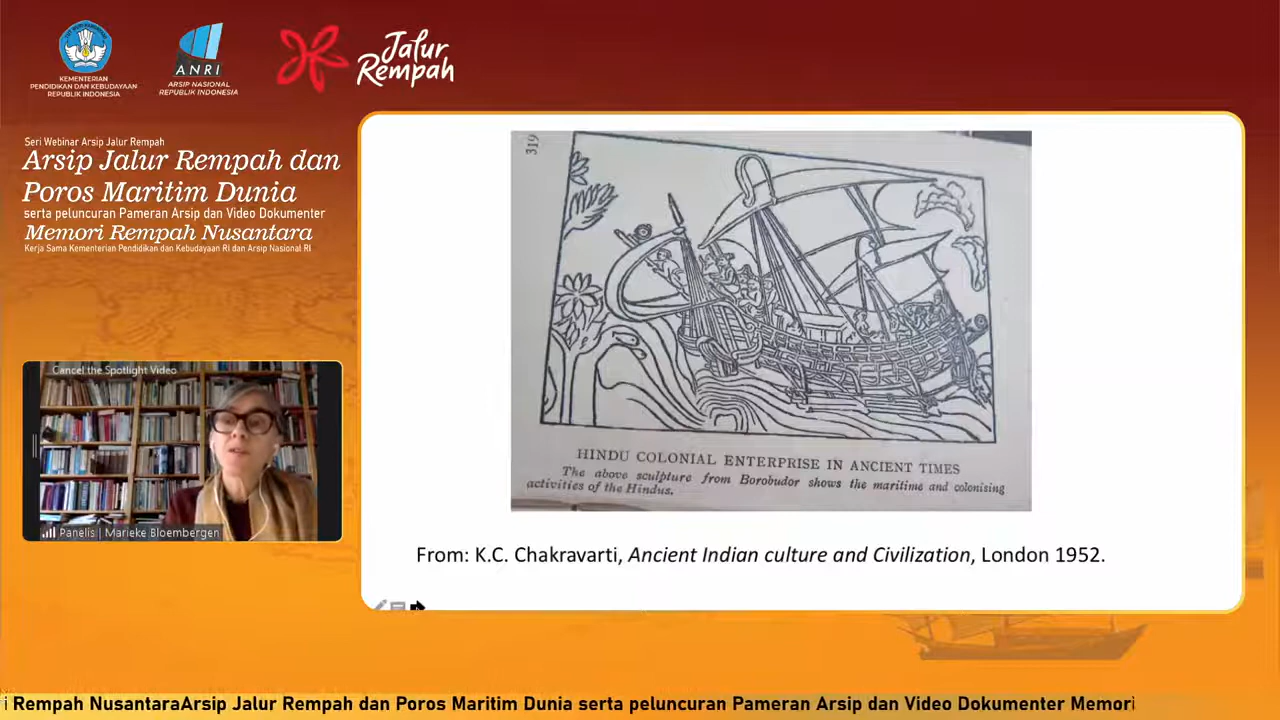 KEMENTERIAN
PENDIDIKAN DAN KEBUDAYAAN
REPUBLIK INDONESIA
ANRI
ARSIP NASIONAL
REPUBLIK INDONESIA
Jalur
Rempah
Seri Webinar Arsip Jalur Rempah
Arsip Jalur Rempah dan
Poros Maritim Dunia
serta peluncuran Pameran Arsip dan Video Dokumenter
Memori Rempah Nusantara
Kerja Sama Kementerian Pendidikan dan Kebudayaan RI dan Arsip Nasional RI
Cancel the Spotlight Video
Panelis | Marieke Bloembergen
319
HINDU COLONIAL ENTERPRISE IN ANCIENT TIMES
The above sculpture from Borobudor shows the maritime and colonising
activities of the Hindus.
From: K.C. Chakravarti, Ancient Indian culture and Civilization, London 1952.
i Rempah NusantaraArsip Jalur Rempah dan Poros Maritim Dunia serta peluncuran Pameran Arsip dan Video Dokumenter Memori